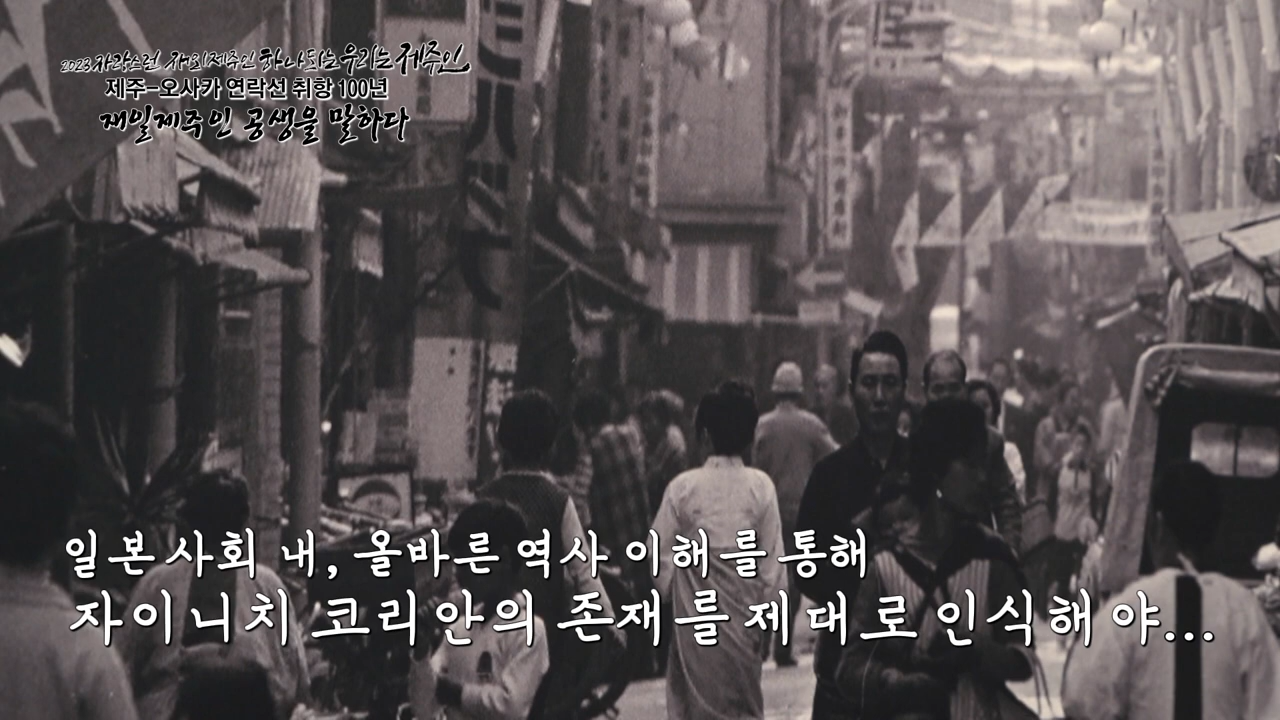 2023 자랑스런 재외제주인 하나되는 우리는 제주인
제주-오사카 연락선 취항 100년
재일제주인 공생을 말하다
일본 사회 내, 올바른 역사 이해를 통해
자이니치 코리안의 존재를 제대로 인식해야...